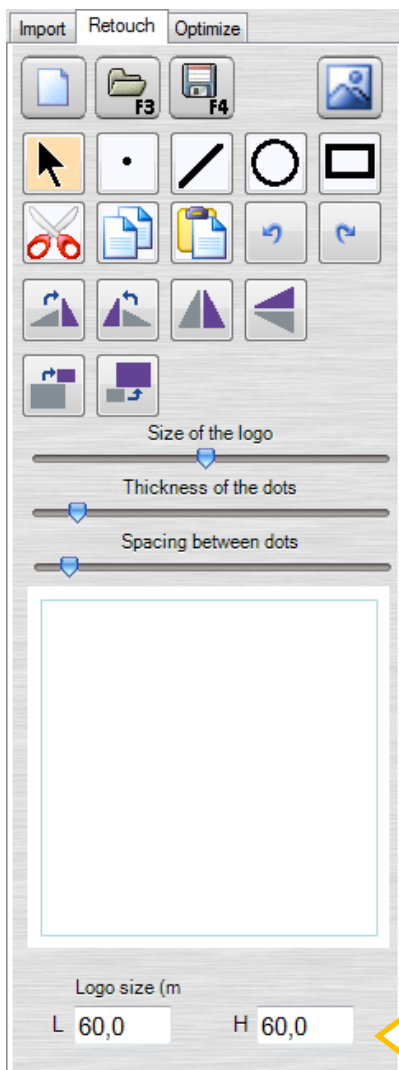 Import Retouch Optimize
F3 F4
Size of the logo
Thickness of the dots
Spacing between dots
Logo size (m
L 60,0 H 60,0